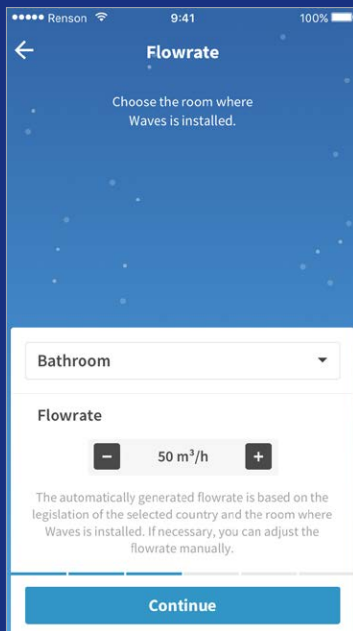 Renson 9:41 100%
Flowrate
Choose the room where
Waves is installed.
Bathroom
Flowrate
− 50 m³/h +
The automatically generated flowrate is based on the
legislation of the selected country and the room where
Waves is installed. If necessary, you can adjust the
flowrate manually.
Continue